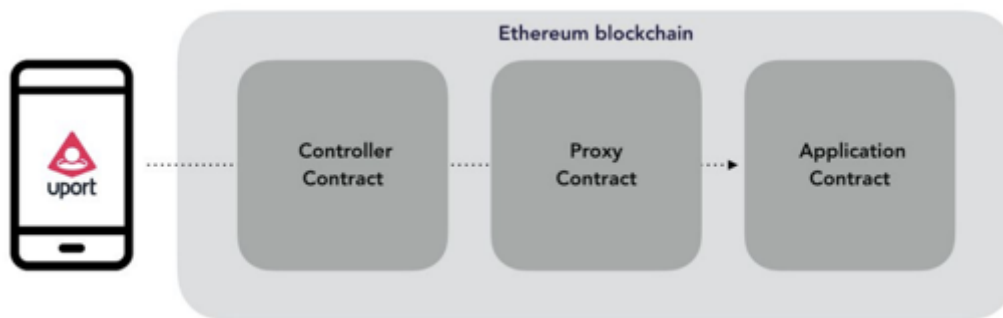 Ethereum blockchain
uport
Controller
Contract
Proxy
Contract
Application
Contract